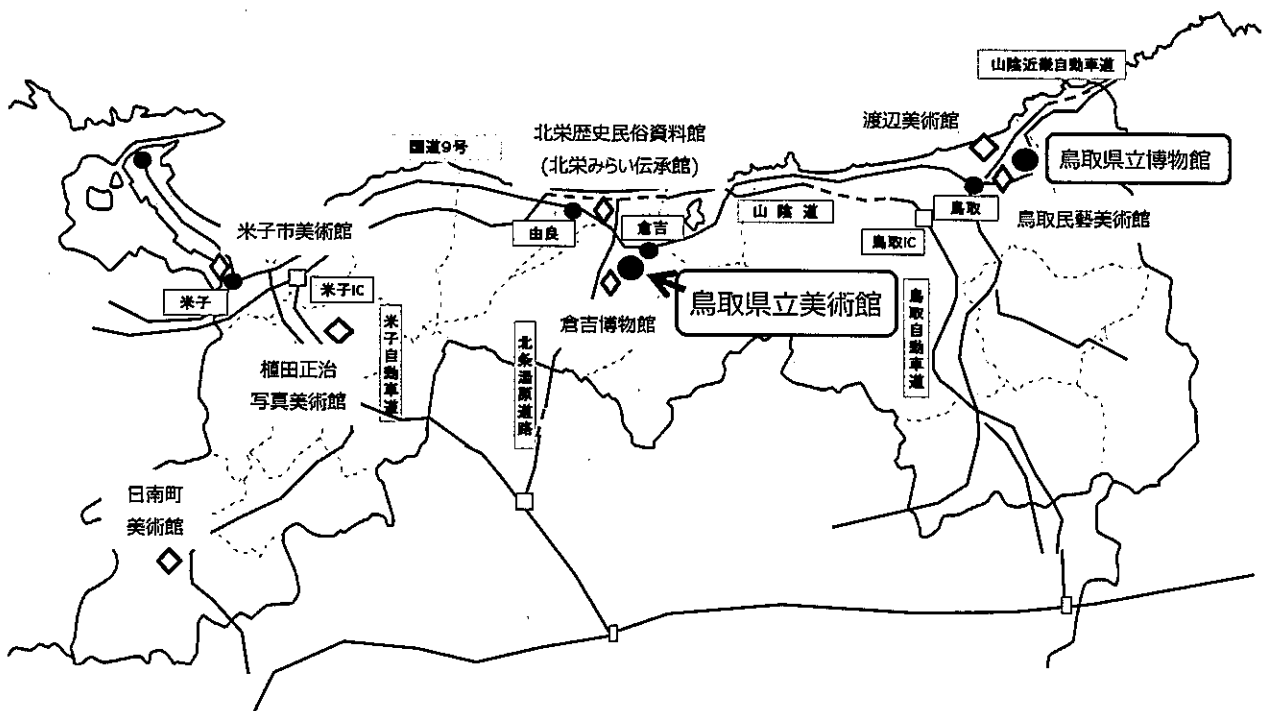 山陰近畿自動車道
渡辺美術館
鳥取県立博物館
北栄歴史民俗資料館
(北栄みらい伝承館)
国道9号
米子市美術館
由良
倉吉
山陰道
鳥取
鳥取IC
鳥取民藝美術館
米子
米子IC
鳥取県立美術館
倉吉博物館
植田正治
写真美術館
米子自動車道
北条湯原道路
鳥取自動車道
日南町
美術館